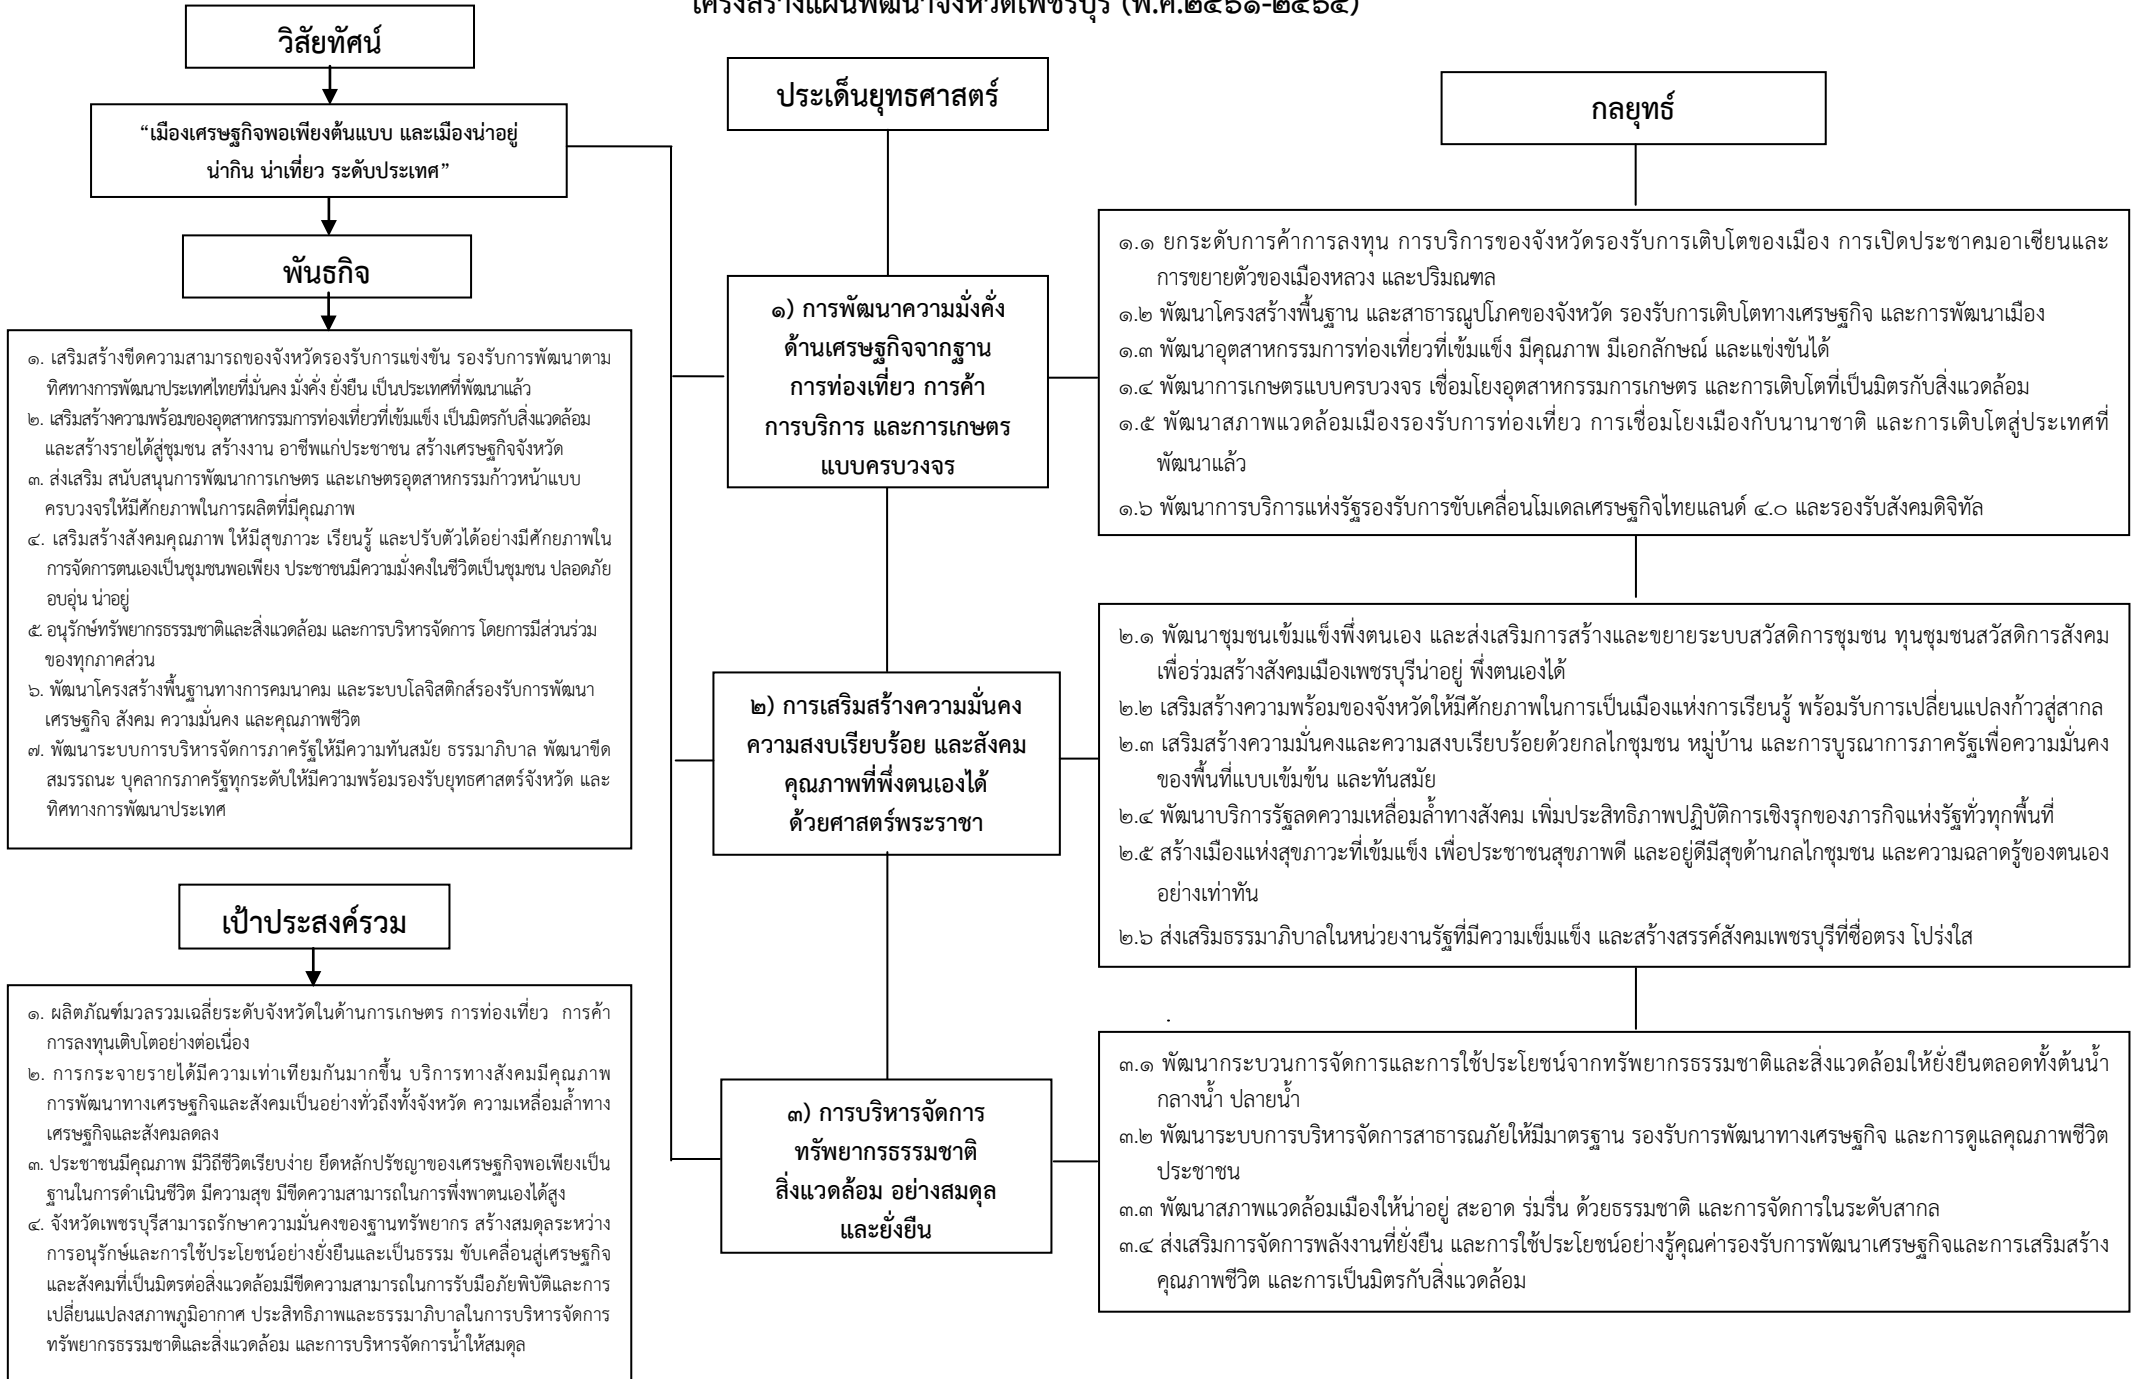 โครงสร้างแผนพัฒนาจังหวัดเพชรบุรี (พ.ศ.๒๕๖๑-๒๕๖๔)
วิสัยทัศน์
“เมืองเศรษฐกิจพอเพียงต้นแบบ และเมืองน่าอยู่
น่ากิน น่าเที่ยว ระดับประเทศ”
พันธกิจ
๑. เสริมสร้างขีดความสามารถของจังหวัดรองรับการแข่งขัน รองรับการพัฒนาตาม
ทิศทางการพัฒนาประเทศไทยที่มั่นคง มั่งคั่ง ยั่งยืน เป็นประเทศที่พัฒนาแล้ว
๒. เสริมสร้างความพร้อมของอุตสาหกรรมการท่องเที่ยวที่เข้มแข็ง เป็นมิตรกับสิ่งแวดล้อม
และสร้างรายได้สู่ชุมชน สร้างงาน อาชีพแก่ประชาชน สร้างเศรษฐกิจจังหวัด
๓. ส่งเสริม สนับสนุนการพัฒนาการเกษตร และเกษตรอุตสาหกรรมก้าวหน้าแบบ
ครบวงจรให้มีศักยภาพในการผลิตที่มีคุณภาพ
๔. เสริมสร้างสังคมคุณภาพ ให้มีสุขภาวะ เรียนรู้ และปรับตัวได้อย่างมีศักยภาพใน
การจัดการตนเองเป็นชุมชนพอเพียง ประชาชนมีความมั่งคงในชีวิตเป็นชุมชน ปลอดภัย
อบอุ่น น่าอยู่
๕. อนุรักษ์ทรัพยากรธรรมชาติและสิ่งแวดล้อม และการบริหารจัดการ โดยการมีส่วนร่วม
ของทุกภาคส่วน
๖. พัฒนาโครงสร้างพื้นฐานทางการคมนาคม และระบบโลจิสติกส์รองรับการพัฒนา
เศรษฐกิจ สังคม ความมั่นคง และคุณภาพชีวิต
๗. พัฒนาระบบการบริหารจัดการภาครัฐให้มีความทันสมัย ธรรมาภิบาล พัฒนาขีด
สมรรถนะ บุคลากรภาครัฐทุกระดับให้มีความพร้อมรองรับยุทธศาสตร์จังหวัด และ
ทิศทางการพัฒนาประเทศ
เป้าประสงค์รวม
๑. ผลิตภัณฑ์มวลรวมเฉลี่ยระดับจังหวัดในด้านการเกษตร การท่องเที่ยว การค้า
การลงทุนเติบโตอย่างต่อเนื่อง
๒. การกระจายรายได้มีความเท่าเทียมกันมากขึ้น บริการทางสังคมมีคุณภาพ
การพัฒนาทางเศรษฐกิจและสังคมเป็นอย่างทั่วถึงทั้งจังหวัด ความเหลื่อมล้ำทาง
เศรษฐกิจและสังคมลดลง
๓. ประชาชนมีคุณภาพ มีวิถีชีวิตเรียบง่าย ยึดหลักปรัชญาของเศรษฐกิจพอเพียงเป็น
ฐานในการดำเนินชีวิต มีความสุข มีขีดความสามารถในการพึ่งพาตนเองได้สูง
๔. จังหวัดเพชรบุรีสามารถรักษาความมั่นคงของฐานทรัพยากร สร้างสมดุลระหว่าง
การอนุรักษ์และการใช้ประโยชน์อย่างยั่งยืนและเป็นธรรม ขับเคลื่อนสู่เศรษฐกิจ
และสังคมที่เป็นมิตรต่อสิ่งแวดล้อมมีขีดความสามารถในการรับมือภัยพิบัติและการ
เปลี่ยนแปลงสภาพภูมิอากาศ ประสิทธิภาพและธรรมาภิบาลในการบริหารจัดการ
ทรัพยากรธรรมชาติและสิ่งแวดล้อม และการบริหารจัดการน้ำให้สมดุล
ประเด็นยุทธศาสตร์
๑) การพัฒนาความมั่งคั่ง
ด้านเศรษฐกิจจากฐาน
การท่องเที่ยว การค้า
การบริการ และการเกษตร
แบบครบวงจร
๒) การเสริมสร้างความมั่นคง
ความสงบเรียบร้อย และสังคม
คุณภาพที่พึ่งตนเองได้
ด้วยศาสตร์พระราชา
๓) การบริหารจัดการ
ทรัพยากรธรรมชาติ
สิ่งแวดล้อม อย่างสมดุล
และยั่งยืน
กลยุทธ์
๑.๑ ยกระดับการค้าการลงทุน การบริการของจังหวัดรองรับการเติบโตของเมือง การเปิดประชาคมอาเซียนและ
การขยายตัวของเมืองหลวง และปริมณฑล
๑.๒ พัฒนาโครงสร้างพื้นฐาน และสาธารณูปโภคของจังหวัด รองรับการเติบโตทางเศรษฐกิจ และการพัฒนาเมือง
๑.๓ พัฒนาอุตสาหกรรมการท่องเที่ยวที่เข้มแข็ง มีคุณภาพ มีเอกลักษณ์ และแข่งขันได้
๑.๔ พัฒนาการเกษตรแบบครบวงจร เชื่อมโยงอุตสาหกรรมการเกษตร และการเติบโตที่เป็นมิตรกับสิ่งแวดล้อม
๑.๕ พัฒนาสภาพแวดล้อมเมืองรองรับการท่องเที่ยว การเชื่อมโยงเมืองกับนานาชาติ และการเติบโตสู่ประเทศที่
พัฒนาแล้ว
๑.๖ พัฒนาการบริการแห่งรัฐรองรับการขับเคลื่อนโมเดลเศรษฐกิจไทยแลนด์ ๔.๐ และรองรับสังคมดิจิทัล
๒.๑ พัฒนาชุมชนเข้มแข็งพึ่งตนเอง และส่งเสริมการสร้างและขยายระบบสวัสดิการชุมชน ทุนชุมชนสวัสดิการสังคม
เพื่อร่วมสร้างสังคมเมืองเพชรบุรีน่าอยู่ พึ่งตนเองได้
๒.๒ เสริมสร้างความพร้อมของจังหวัดให้มีศักยภาพในการเป็นเมืองแห่งการเรียนรู้ พร้อมรับการเปลี่ยนแปลงก้าวสู่สากล
๒.๓ เสริมสร้างความมั่นคงและความสงบเรียบร้อยด้วยกลไกชุมชน หมู่บ้าน และการบูรณาการภาครัฐเพื่อความมั่นคง
ของพื้นที่แบบเข้มข้น และทันสมัย
๒.๔ พัฒนาบริการรัฐลดความเหลื่อมล้ำทางสังคม เพิ่มประสิทธิภาพปฏิบัติการเชิงรุกของภารกิจแห่งรัฐทั่วทุกพื้นที่
๒.๕ สร้างเมืองแห่งสุขภาวะที่เข้มแข็ง เพื่อประชาชนสุขภาพดี และอยู่ดีมีสุขด้านกลไกชุมชน และความฉลาดรู้ของตนเอง
อย่างเท่าทัน
๒.๖ ส่งเสริมธรรมาภิบาลในหน่วยงานรัฐที่มีความเข็มแข็ง และสร้างสรรค์สังคมเพชรบุรีที่ซื่อตรง โปร่งใส
๓.๑ พัฒนากระบวนการจัดการและการใช้ประโยชน์จากทรัพยากรธรรมชาติและสิ่งแวดล้อมให้ยั่งยืนตลอดทั้งต้นน้ำ
กลางน้ำ ปลายน้ำ
๓.๒ พัฒนาระบบการบริหารจัดการสาธารณภัยให้มีมาตรฐาน รองรับการพัฒนาทางเศรษฐกิจ และการดูแลคุณภาพชีวิต
ประชาชน
๓.๓ พัฒนาสภาพแวดล้อมเมืองให้น่าอยู่ สะอาด ร่มรื่น ด้วยธรรมชาติ และการจัดการในระดับสากล
๓.๔ ส่งเสริมการจัดการพลังงานที่ยั่งยืน และการใช้ประโยชน์อย่างรู้คุณค่ารองรับการพัฒนาเศรษฐกิจและการเสริมสร้าง
คุณภาพชีวิต และการเป็นมิตรกับสิ่งแวดล้อม